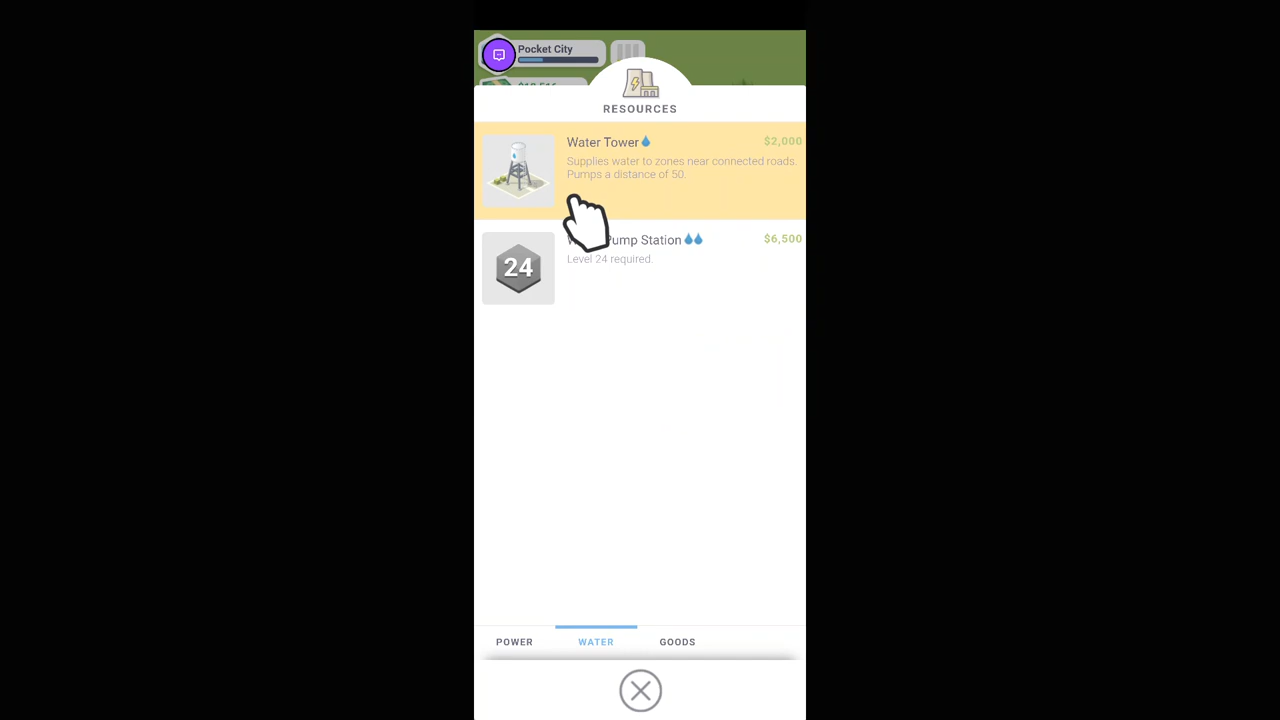 Pocket City
RESOURCES
Water Tower
$2,000
Supplies water to zones near connected roads.
Pumps a distance of 50.
Pump Station
$6,500
24
Level 24 required.
POWER
WATER
GOODS